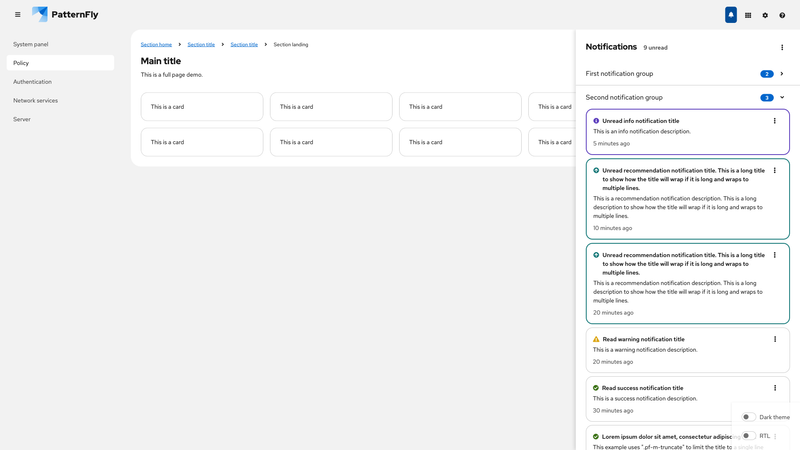 PatternFly
System panel
Policy
Authentication
Network services
Server
Section home
Section title
Section title
Section landing
Main title
This is a full page demo.
This is a card
This is a card
This is a card
This is a card
This is a card
This is a card
This is a card
This is a card
Notifications 9 unread
First notification group 2
Second notification group 3
Unread info notification title
This is an info notification description.
5 minutes ago
Unread recommendation notification title. This is a long title
to show how the title will wrap if it is long and wraps to
multiple lines.
This is a recommendation notification description. This is a long
description to show how the title will wrap if it is long and wraps to
multiple lines.
10 minutes ago
Unread recommendation notification title. This is a long title
to show how the title will wrap if it is long and wraps to
multiple lines.
This is a recommendation notification description. This is a long
description to show how the title will wrap if it is long and wraps to
multiple lines.
20 minutes ago
Read warning notification title
This is a warning notification description.
20 minutes ago
Read success notification title
This is a success notification description.
30 minutes ago
Dark theme
RTL
Lorem ipsum dolor sit amet, consectetur adipiscing
This example uses ".pf-m-truncate" to limit the title to a single line